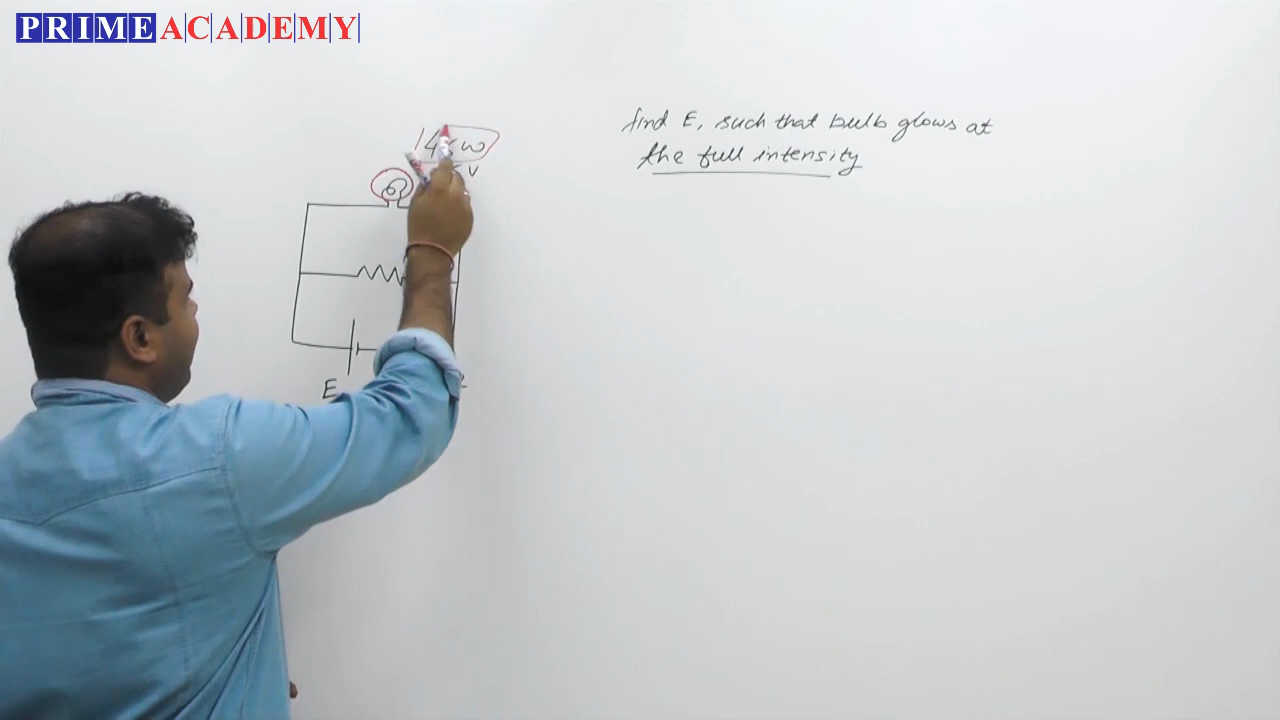 PRIME ACADEMY
find E, such that bulb glows at
the full intensity
V
E